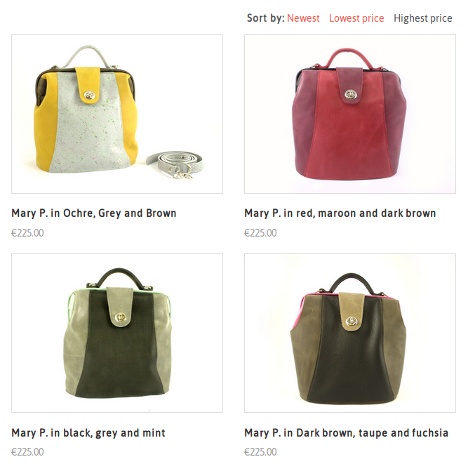 Sort by: Newest Lowest price Highest price
Mary P. in Ochre, Grey and Brown
€225.00
Mary P. in red, maroon and dark brown
€225.00
Mary P. in black, grey and mint
€225.00
Mary P. in Dark brown, taupe and fuchsia
€225.00